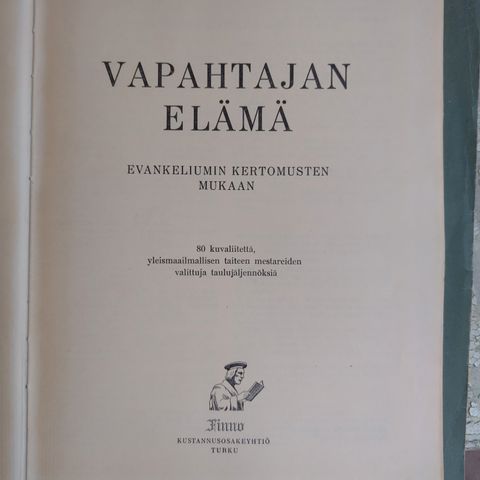 VAPAHTAJAN
ELÄMÄ
EVANKELIUMIN KERTOMUSTEN
MUKAAN
80 kuvaliitettä,
yleismaailmallisen taiteen mestareiden
valittuja taulujäljennöksiä
Finno
KUSTANNUSOSAKEYHTIÖ
TURKU